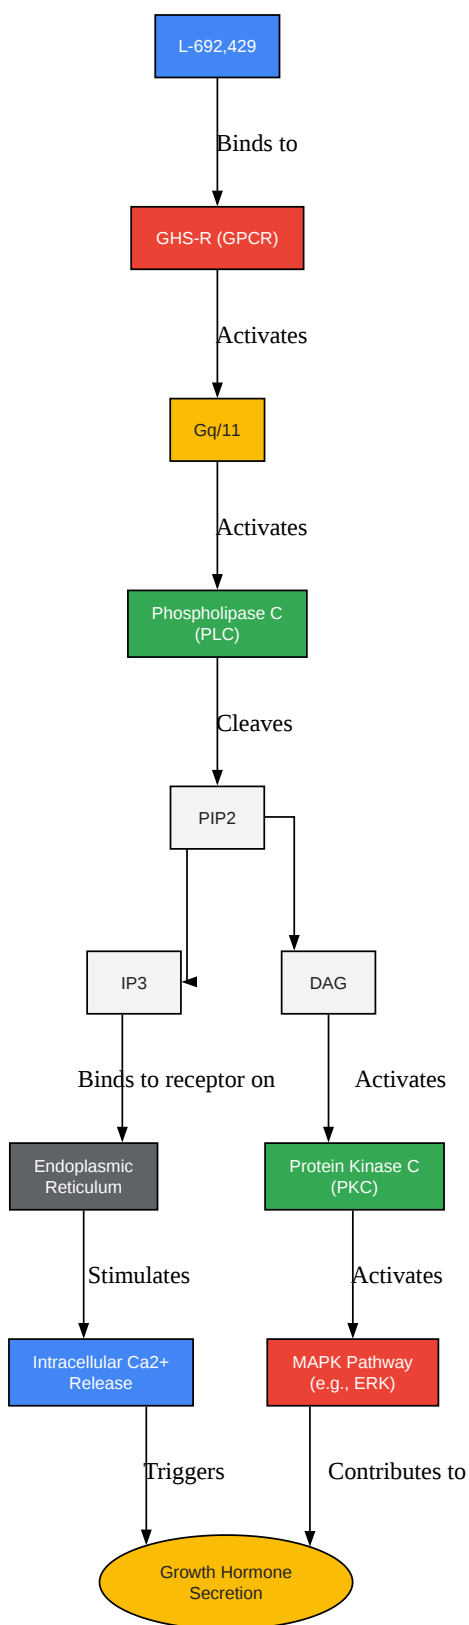 L-692,429
Binds to
GHS-R (GPCR)
Activates
Gq/11
Activates
Phospholipase C
(PLC)
Cleaves
PIP2
IP3
DAG
Binds to receptor on
Activates
Endoplasmic
Reticulum
Protein Kinase C
(PKC)
Stimulates
Activates
Intracellular Ca2+
Release
MAPK Pathway
(e.g., ERK)
Triggers
Contributes to
Growth Hormone
Secretion